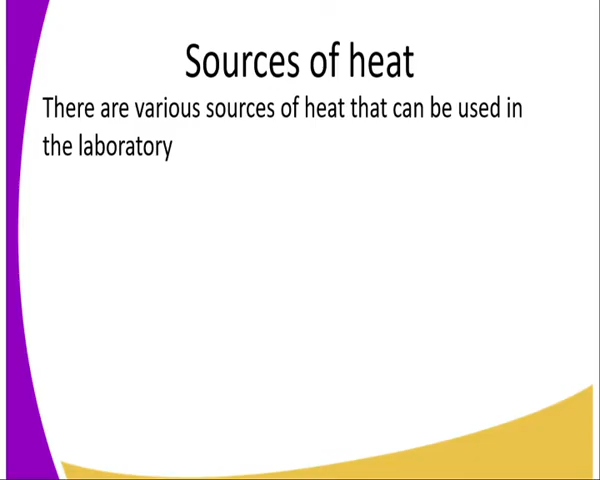 Sources of heat
There are various sources of heat that can be used in
the laboratory